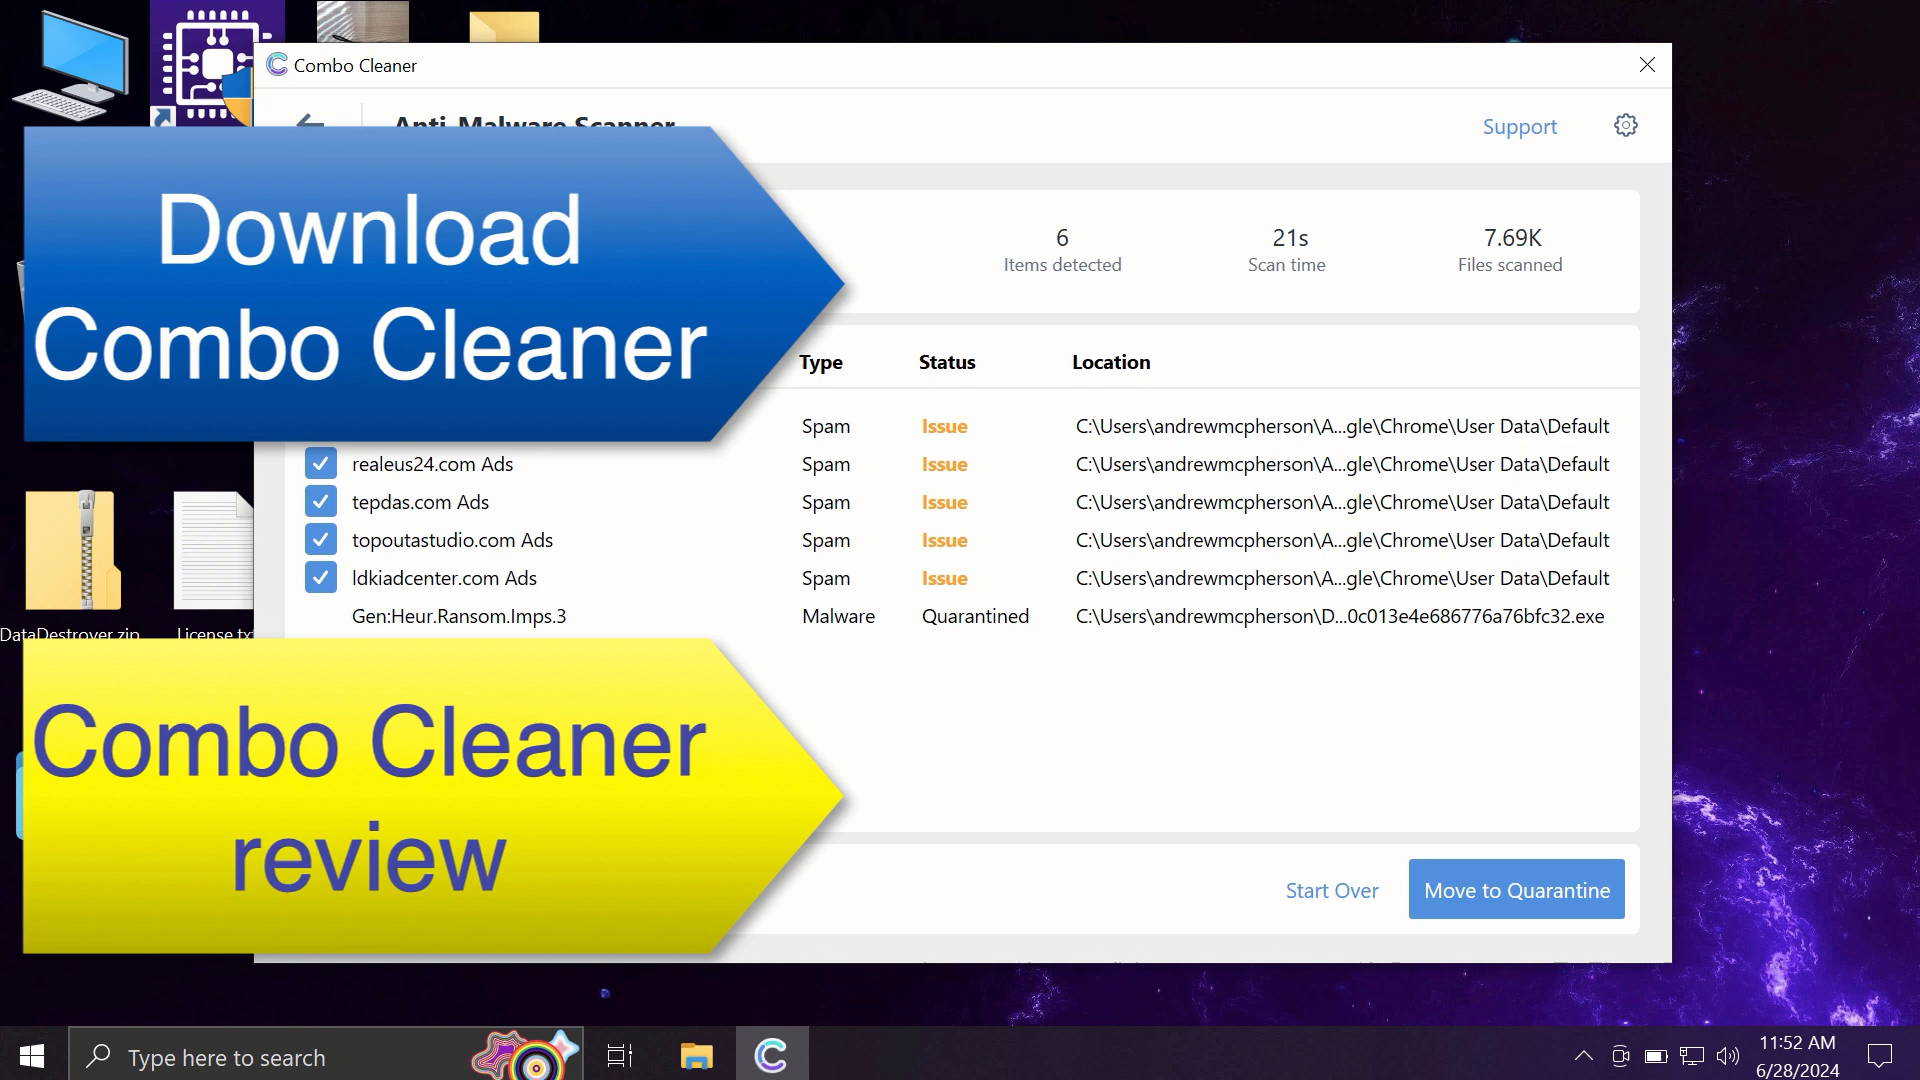 Combo Cleaner
Anti-Malware Scanner
Support
Download
Combo Cleaner
6
Items detected
21s
Scan time
7.69K
Files scanned
Type Status Location
Spam Issue C:\Users\andrewmcpherson\A...gle\Chrome\User Data\Default
realeus24.com Ads Spam Issue C:\Users\andrewmcpherson\A...gle\Chrome\User Data\Default
tepdas.com Ads Spam Issue C:\Users\andrewmcpherson\A...gle\Chrome\User Data\Default
topoutastudio.com Ads Spam Issue C:\Users\andrewmcpherson\A...gle\Chrome\User Data\Default
ldkiadcenter.com Ads Spam Issue C:\Users\andrewmcpherson\A...gle\Chrome\User Data\Default
Gen:Heur.Ransom.Imps.3 Malware Quarantined C:\Users\andrewmcpherson\D...0c013e4e686776a76bfc32.exe
DataDestroyer.zip
License.tx
Combo Cleaner
review
Start Over
Move to Quarantine
Type here to search
11:52 AM
6/28/2024